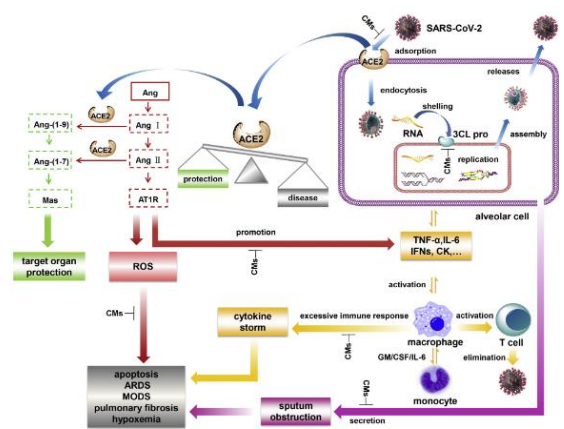 CMs
SARS-CoV-2
ACE2
adsorption
releases
endocytosis
shelling
RNA
3CL pro
assembly
CMs
replication
alveolar cell
Ang
ACE2
Ang-(1-9)
Ang Ⅰ
ACE2
Ang-(1-7)
Ang Ⅱ
Mas
AT1R
ACE2
protection
disease
target organ
protection
ROS
promotion
CMs
TNF-α,IL-6
IFNs, CK,...
activation
CMs
cytokine
storm
excessive immune response
CMs
macrophage
activation
T cell
GM/CSF/IL-6
elimination
monocyte
apoptosis
ARDS
MODS
pulmonary fibrosis
hypoxemia
sputum
obstruction
CMs
secretion